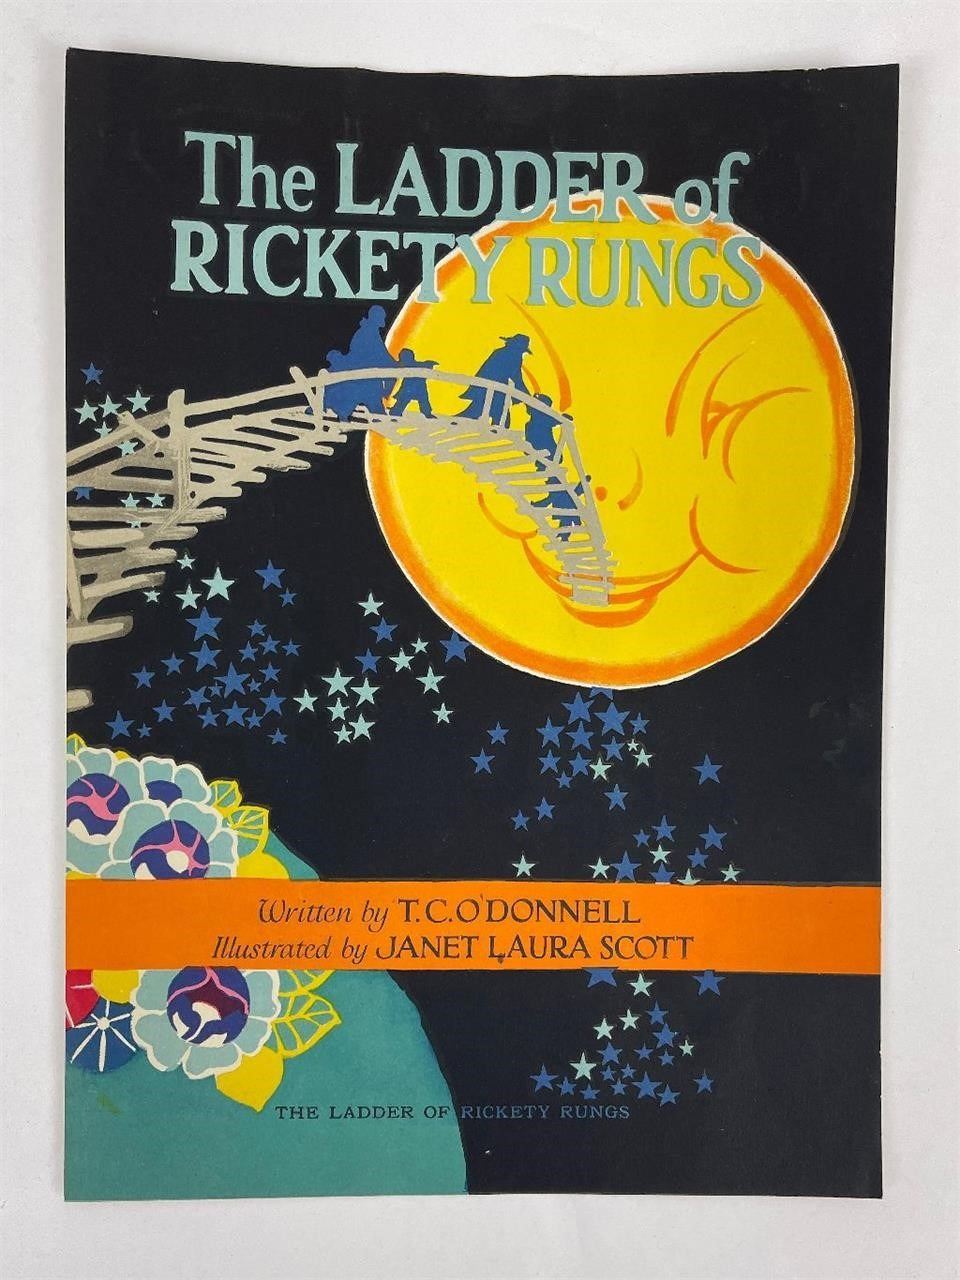 The LADDER of
RICKETY RUNGS
Written by T.C.O'DONNELL
Illustrated by JANET LAURA SCOTT
THE LADDER OF RICKETY RUNGS